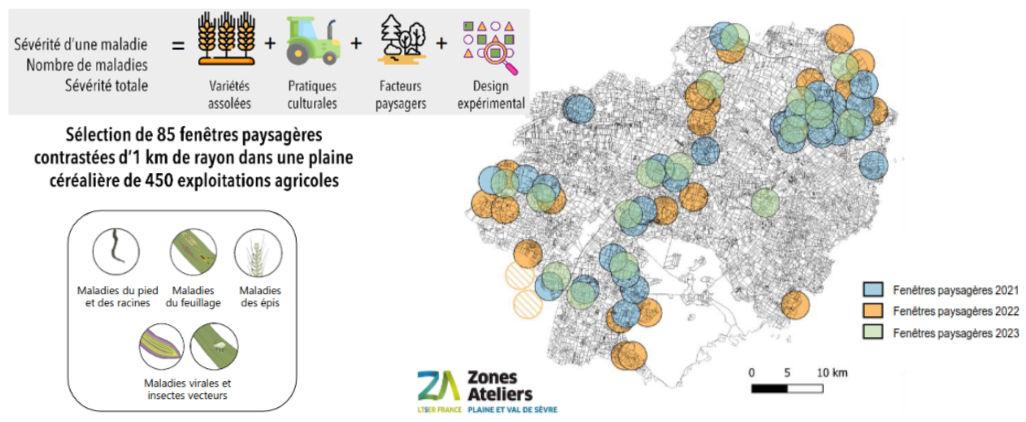 Sévérité d'une maladie
Nombre de maladies
Sévérité totale
=
+
+
+
Variétés
assolées
Pratiques
culturales
Facteurs
paysagers
Design
expérimental
Sélection de 85 fenêtres paysagères
contrastées d'1 km de rayon dans une plaine
céréalière de 450 exploitations agricoles
Maladies du pied
et des racines
Maladies
du feuillage
Maladies
des épis
Maladies virales et
insectes vecteurs
Fenêtres paysagères 2021
Fenêtres paysagères 2022
Fenêtres paysagères 2023
0 5 10 km
ZA Zones
Ateliers
LTSER FRANCE PLAINE ET VAL DE SÈVRE